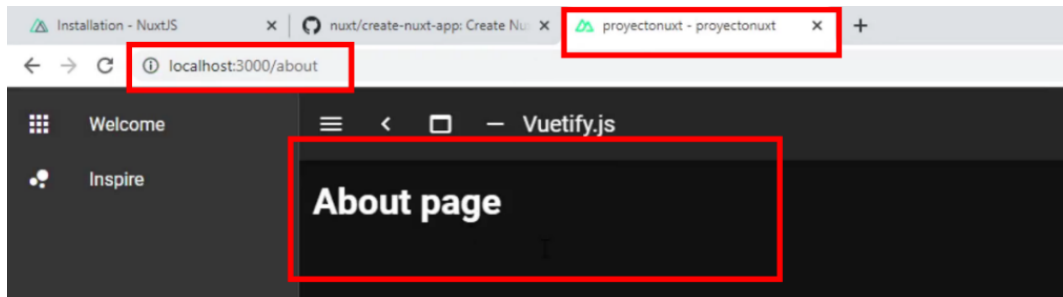 Installation - NuxtJS
nuxt/create-nuxt-app: Create Nu
proyectonuxt - proyectonuxt
localhost:3000/about
Welcome
Vuetify.js
Inspire
About page